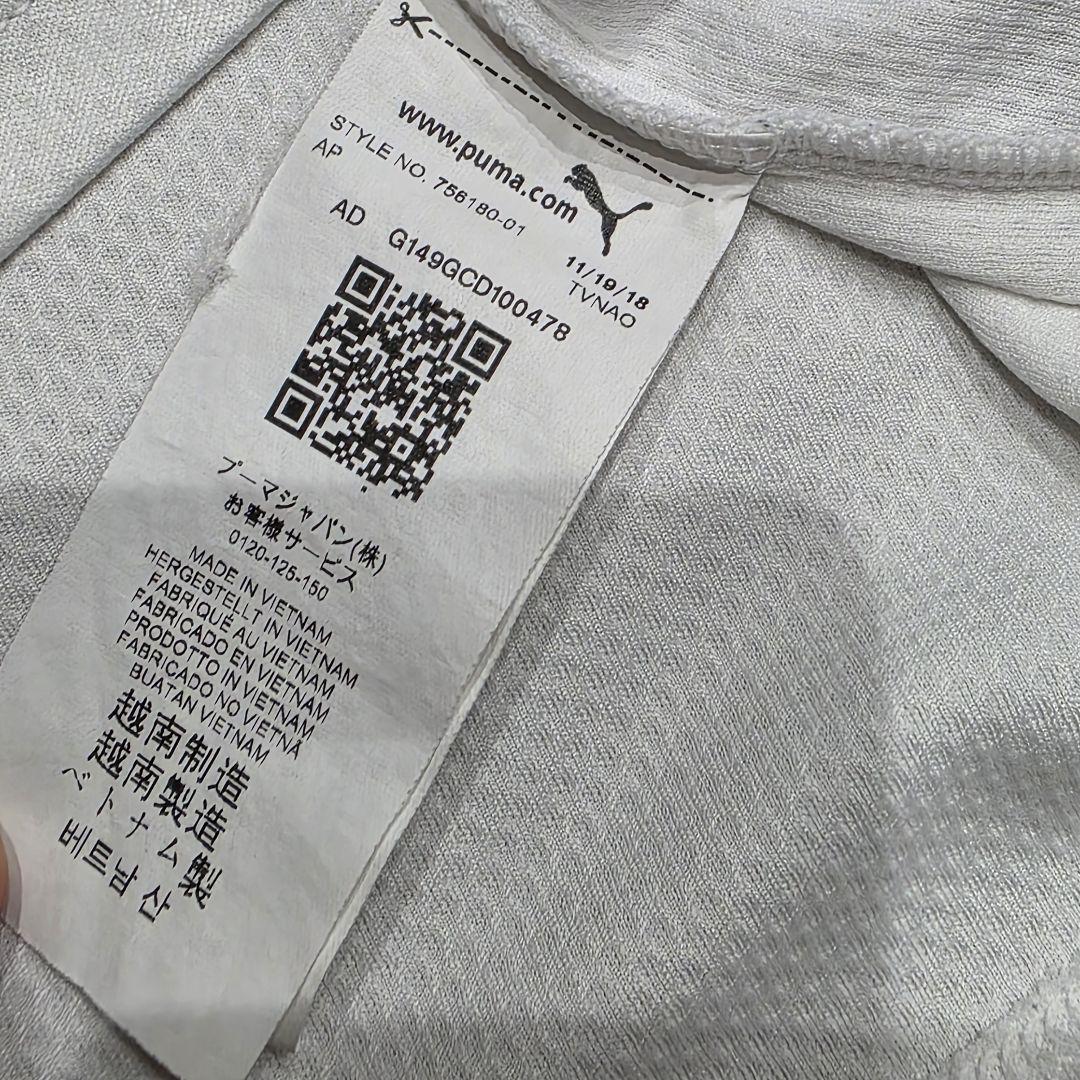 www.puma.com
STYLE NO. 756180-01
11/19/18
AP
TVNAO
AD G149GCD100478
プーマジャパン(株)
お客様サービス
0120-125-150
MADE IN VIETNAM
HERGESTELLT IN VIETNAM
FABRIQUÉ AU VIETNAM
FABRICADO EN VIETNAM
PRODOTTO IN VIETNAM
FABRICADO NO VIETNÃ
BUATAN VIETNAM
越南制造
越南製造
ベトナム製
베트남 산